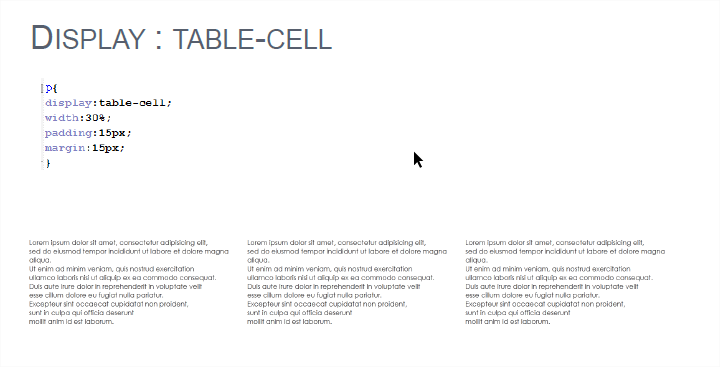 DISPLAY : TABLE-CELL
p{
display:table-cell;
width:30%;
padding:15px;
margin:15px;
}
Lorem ipsum dolor sit amet, consectetur adipisicing elit,
sed do eiusmod tempor incididunt ut labore et dolore magna
aliqua.
Ut enim ad minim veniam, quis nostrud exercitation
ullamco laboris nisi ut aliquip ex ea commodo consequat.
Duis aute irure dolor in reprehenderit in voluptate velit
esse cillum dolore eu fugiat nulla pariatur.
Excepteur sint occaecat cupidatat non proident,
sunt in culpa qui officia deserunt
mollit anim id est laborum.
Lorem ipsum dolor sit amet, consectetur adipisicing elit,
sed do eiusmod tempor incididunt ut labore et dolore magna
aliqua.
Ut enim ad minim veniam, quis nostrud exercitation
ullamco laboris nisi ut aliquip ex ea commodo consequat.
Duis aute irure dolor in reprehenderit in voluptate velit
esse cillum dolore eu fugiat nulla pariatur.
Excepteur sint occaecat cupidatat non proident,
sunt in culpa qui officia deserunt
mollit anim id est laborum.
Lorem ipsum dolor sit amet, consectetur adipisicing elit,
sed do eiusmod tempor incididunt ut labore et dolore magna
aliqua.
Ut enim ad minim veniam, quis nostrud exercitation
ullamco laboris nisi ut aliquip ex ea commodo consequat.
Duis aute irure dolor in reprehenderit in voluptate velit
esse cillum dolore eu fugiat nulla pariatur.
Excepteur sint occaecat cupidatat non proident,
sunt in culpa qui officia deserunt
mollit anim id est laborum.